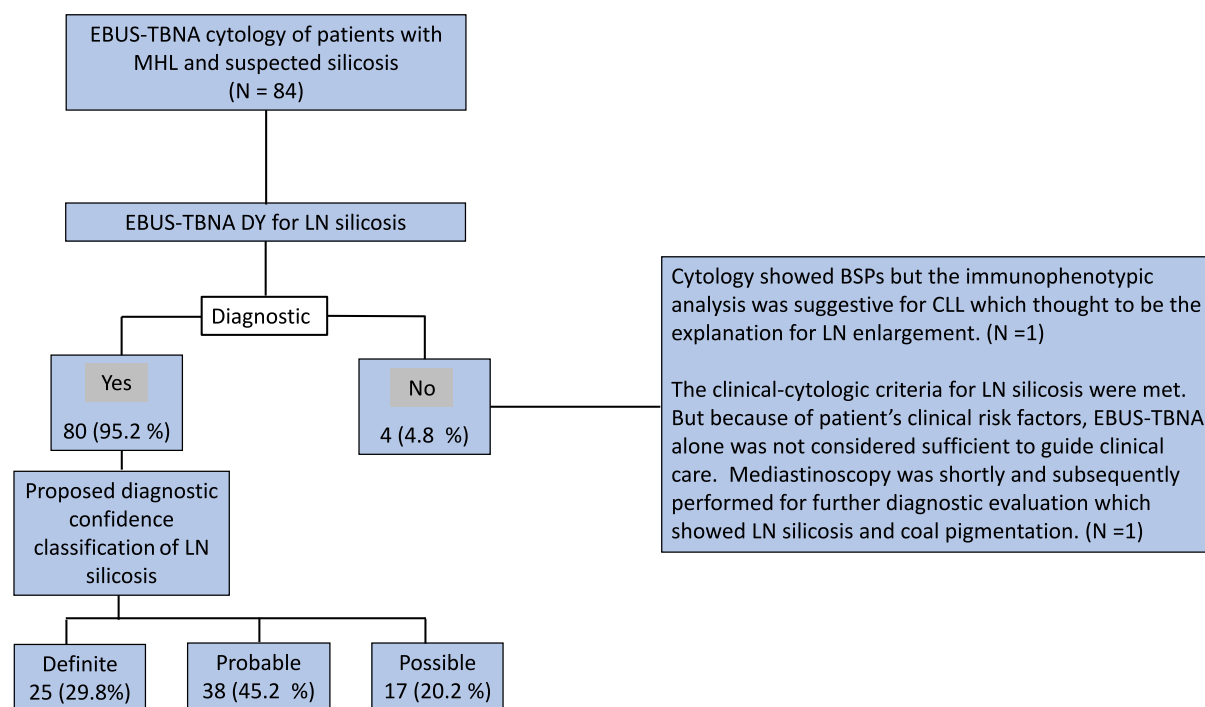 EBUS-TBNA cytology of patients with
MHL and suspected silicosis
(N = 84)
EBUS-TBNA DY for LN silicosis
Diagnostic
Yes
80 (95.2 %)
No
4 (4.8 %)
Cytology showed BSPs but the immunophenotypic
analysis was suggestive for CLL which thought to be the
explanation for LN enlargement. (N =1)
The clinical-cytologic criteria for LN silicosis were met.
But because of patient’s clinical risk factors, EBUS-TBNA
alone was not considered sufficient to guide clinical
care. Mediastinoscopy was shortly and subsequently
performed for further diagnostic evaluation which
showed LN silicosis and coal pigmentation. (N =1)
Proposed diagnostic
confidence
classification of LN
silicosis
Definite
25 (29.8%)
Probable
38 (45.2 %)
Possible
17 (20.2 %)